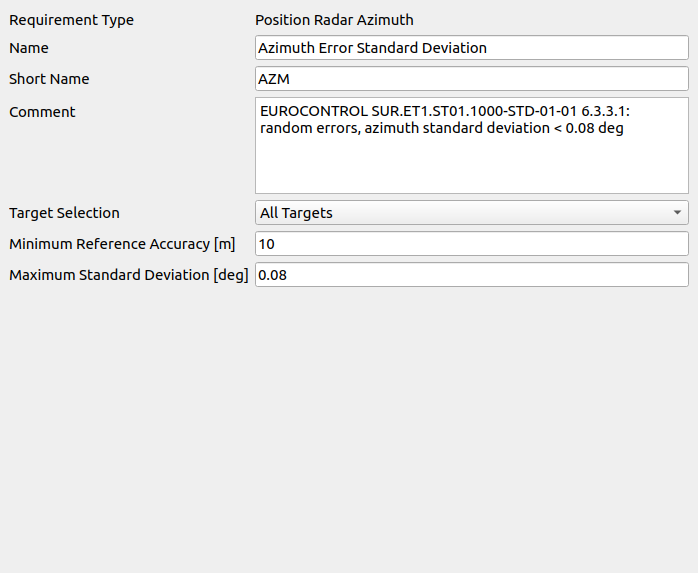 Requirement Type Position Radar Azimuth
Name Azimuth Error Standard Deviation
Short Name AZM
Comment EUROCONTROL SUR.ET1.ST01.1000-STD-01-01 6.3.3.1:
random errors, azimuth standard deviation < 0.08 deg
Target Selection All Targets
Minimum Reference Accuracy [m] 10
Maximum Standard Deviation [deg] 0.08